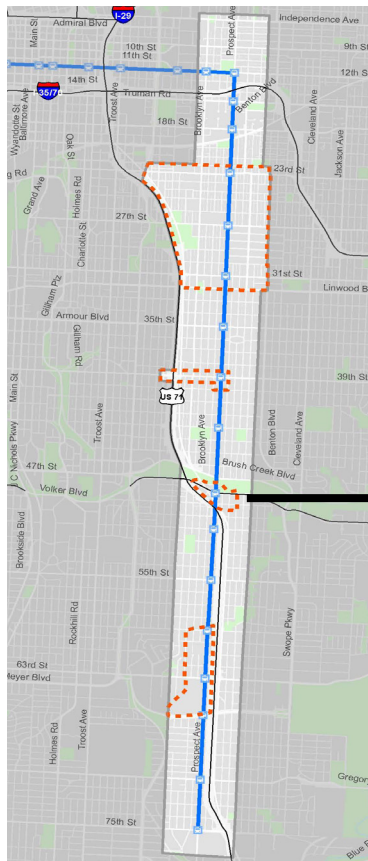 I-29
Independence Ave
Admiral Blvd
Main St
Prospect Ave
10th St
9th St
11th St
12th St
14th St
435/70
Truman Rd
Benton Blvd
Troost Ave
Brooklyn Ave
18th St
Wyandotte St
Baltimore Ave
Cleveland Ave
Jackson Ave
Oak St
23rd St
g Rd
Grand Ave
Holmes Rd
27th St
Charlotte St
31st St
Gillham Plz
Linwood B
Armour Blvd
35th St
Gillham Rd
Main St
39th St
US 71
Troost Ave
Brooklyn Ave
Benton Blvd
Cleveland Ave
C Nichols Pkwy
47th St
Brush Creek Blvd
Volker Blvd
Brookside Blvd
55th St
Rockhill Rd
Swope Pkwy
63rd St
Meyer Blvd
Holmes Rd
Troost Ave
Prospect Ave
Gregory
75th St
Blue R